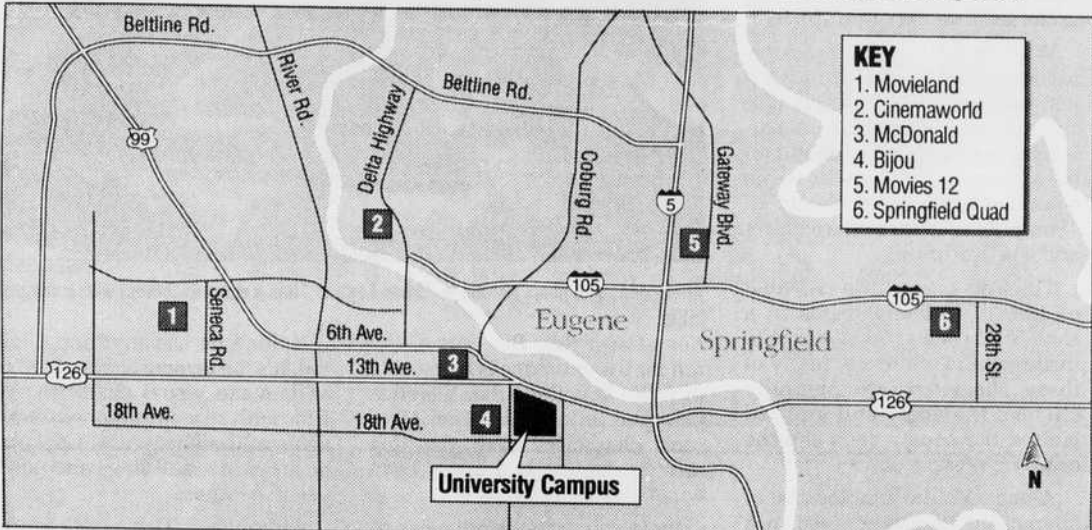 Beltline Rd.
River Rd.
Beltline Rd.
99
Delta Highway
Coburg Rd.
Gateway Blvd.
5
KEY
1. Movieland
2. Cinemaworld
3. McDonald
4. Bijou
5. Movies 12
6. Springfield Quad
2
5
105
105
1
Seneca Rd.
6th Ave.
Eugene
Springfield
6
28th St.
3
13th Ave.
126
126
18th Ave.
18th Ave.
4
University Campus
N